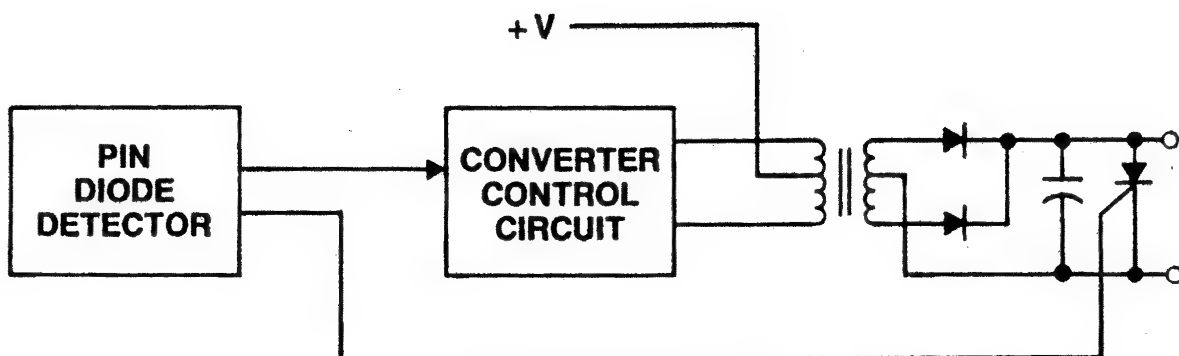 + V
PIN
DIODE
DETECTOR
CONVERTER
CONTROL
CIRCUIT